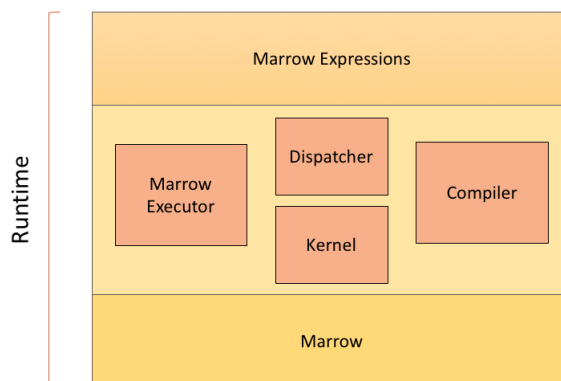 Runtime
Marrow Expressions
Marrow
Executor
Dispatcher
Kernel
Compiler
Marrow